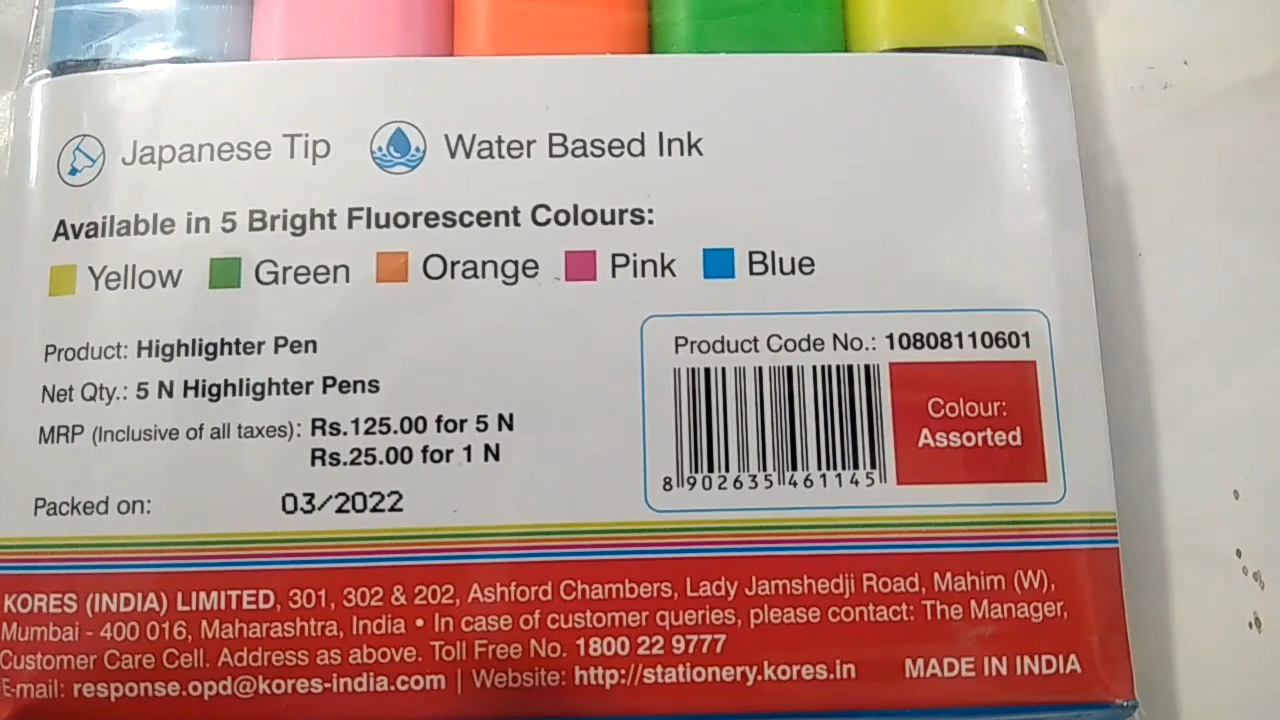 Japanese Tip Water Based Ink
Available in 5 Bright Fluorescent Colours:
Yellow Green Orange Pink Blue
Product: Highlighter Pen
Net Qty.: 5 N Highlighter Pens
MRP (Inclusive of all taxes): Rs.125.00 for 5 N
Rs.25.00 for 1 N
Packed on: 03/2022
Product Code No.: 10808110601
8 902635 461145
Colour:
Assorted
KORES (INDIA) LIMITED, 301, 302 & 202, Ashford Chambers, Lady Jamshedji Road, Mahim (W),
Mumbai - 400 016, Maharashtra, India • In case of customer queries, please contact: The Manager,
Customer Care Cell. Address as above. Toll Free No. 1800 22 9777
E-mail: response.opd@kores-india.com | Website: http://stationery.kores.in MADE IN INDIA